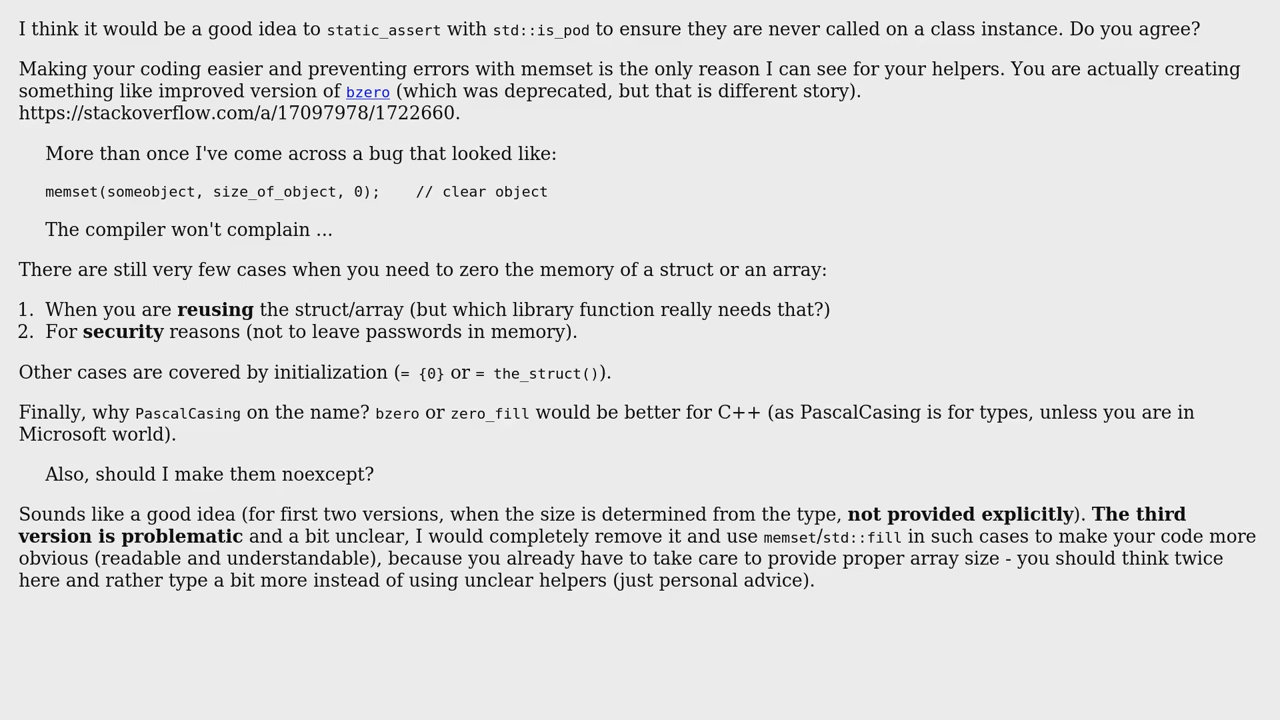 I think it would be a good idea to static_assert with std::is_pod to ensure they are never called on a class instance. Do you agree?
Making your coding easier and preventing errors with memset is the only reason I can see for your helpers. You are actually creating
something like improved version of bzero (which was deprecated, but that is different story).
https://stackoverflow.com/a/17097978/1722660.
More than once I've come across a bug that looked like:
memset(someobject, size_of_object, 0);    // clear object
The compiler won't complain ...
There are still very few cases when you need to zero the memory of a struct or an array:
1. When you are reusing the struct/array (but which library function really needs that?)
2. For security reasons (not to leave passwords in memory).
Other cases are covered by initialization (= {0} or = the_struct()).
Finally, why PascalCasing on the name? bzero or zero_fill would be better for C++ (as PascalCasing is for types, unless you are in
Microsoft world).
Also, should I make them noexcept?
Sounds like a good idea (for first two versions, when the size is determined from the type, not provided explicitly). The third
version is problematic and a bit unclear, I would completely remove it and use memset/std::fill in such cases to make your code more
obvious (readable and understandable), because you already have to take care to provide proper array size - you should think twice
here and rather type a bit more instead of using unclear helpers (just personal advice).